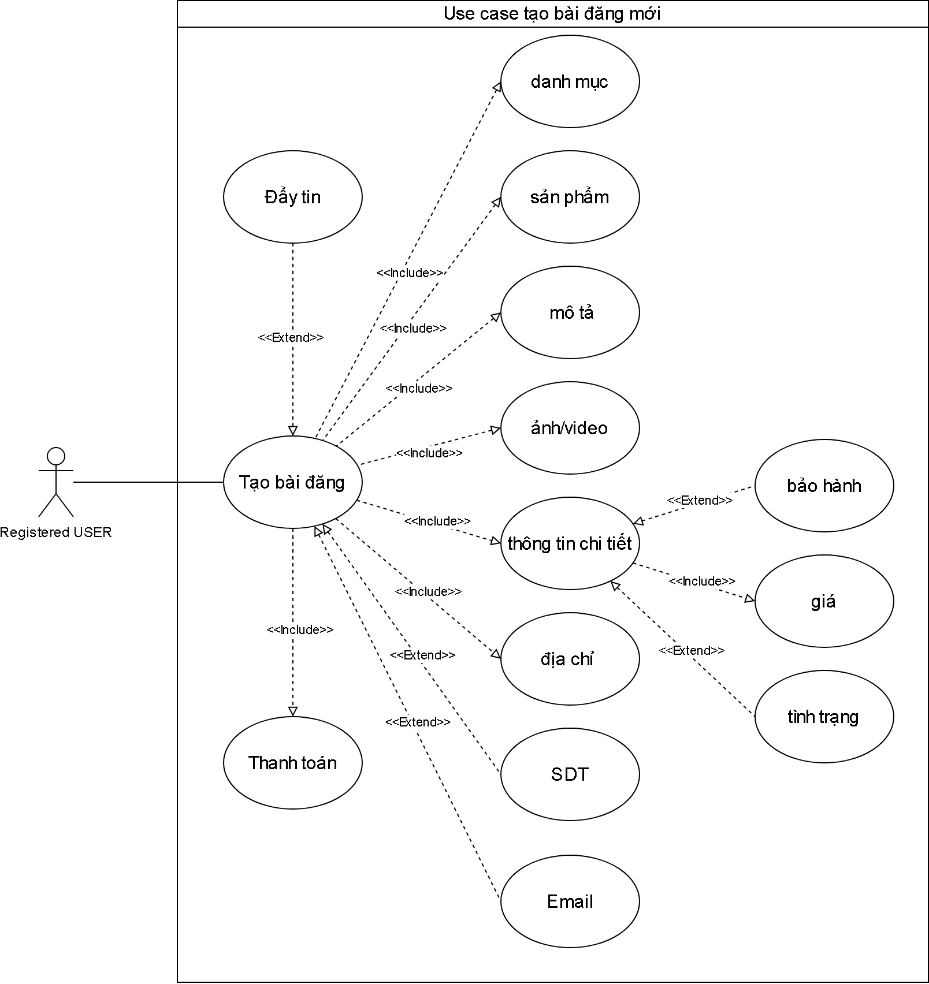 Use case tạo bài đăng mới
danh mục
Đẩy tin
sản phẩm
<<Include>>
mô tả
<<Include>>
<<Extend>>
<<Include>>
ảnh/video
<<Include>>
Tạo bài đăng
bảo hành
<<Extend>>
<<Include>>
Registered USER
thông tin chi tiết
<<Include>>
<<Include>>
giá
<<Include>>
<<Extend>>
<<Extend>>
địa chỉ
tình trạng
<<Extend>>
Thanh toán
SDT
Email